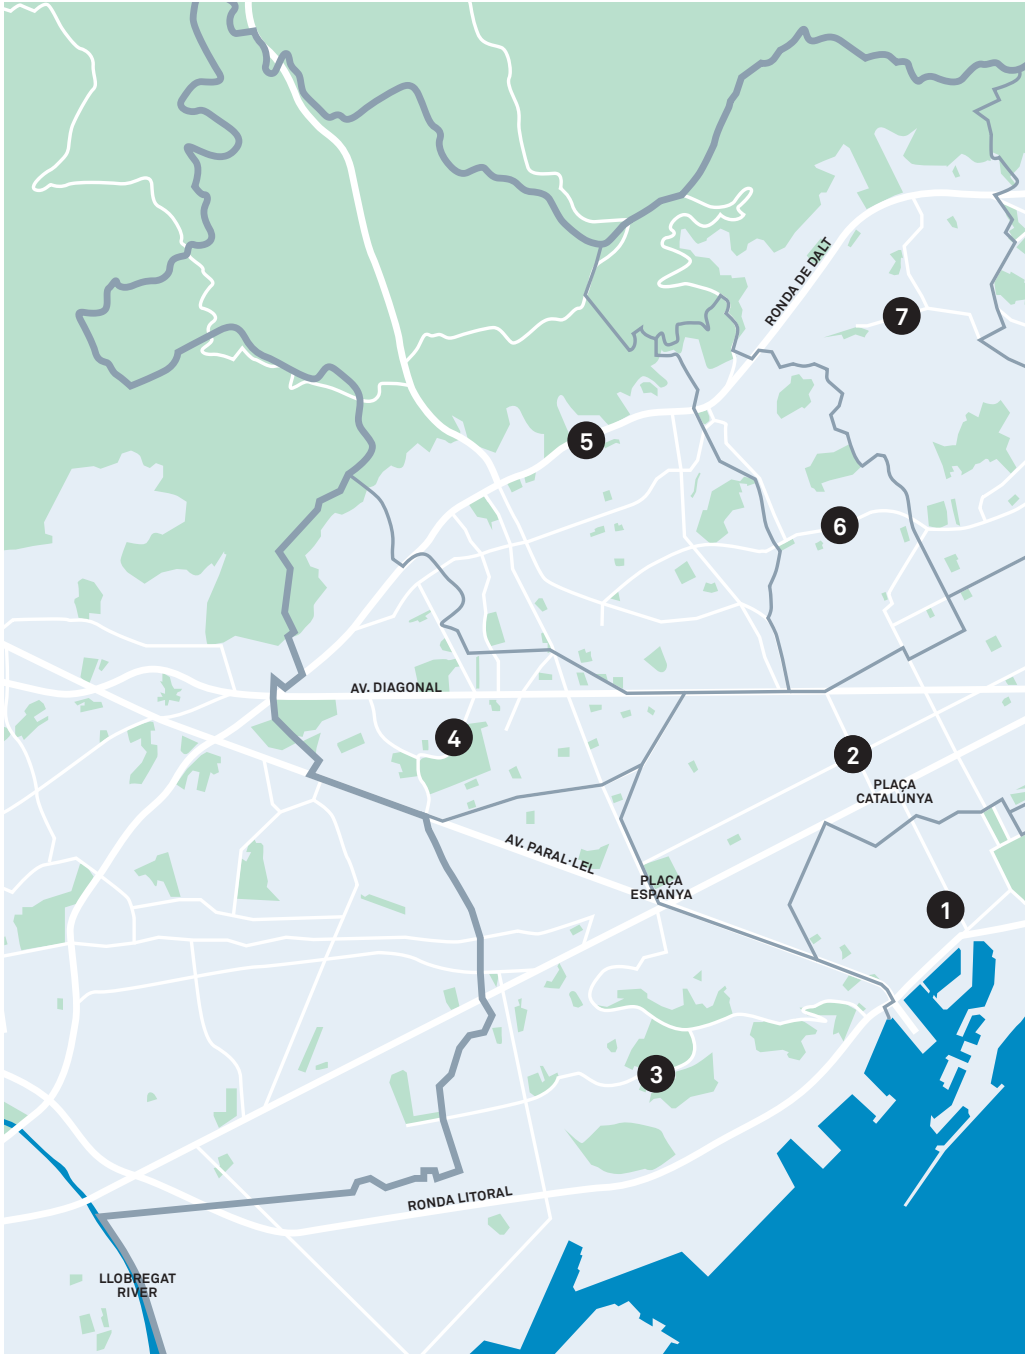 RONDA DE DALT
7
5
6
AV. DIAGONAL
4
2
PLAÇA
CATALUNYA
AV. PARAL·LEL
PLAÇA
ESPANYA
1
3
RONDA LITORAL
LLOBREGAT
RIVER